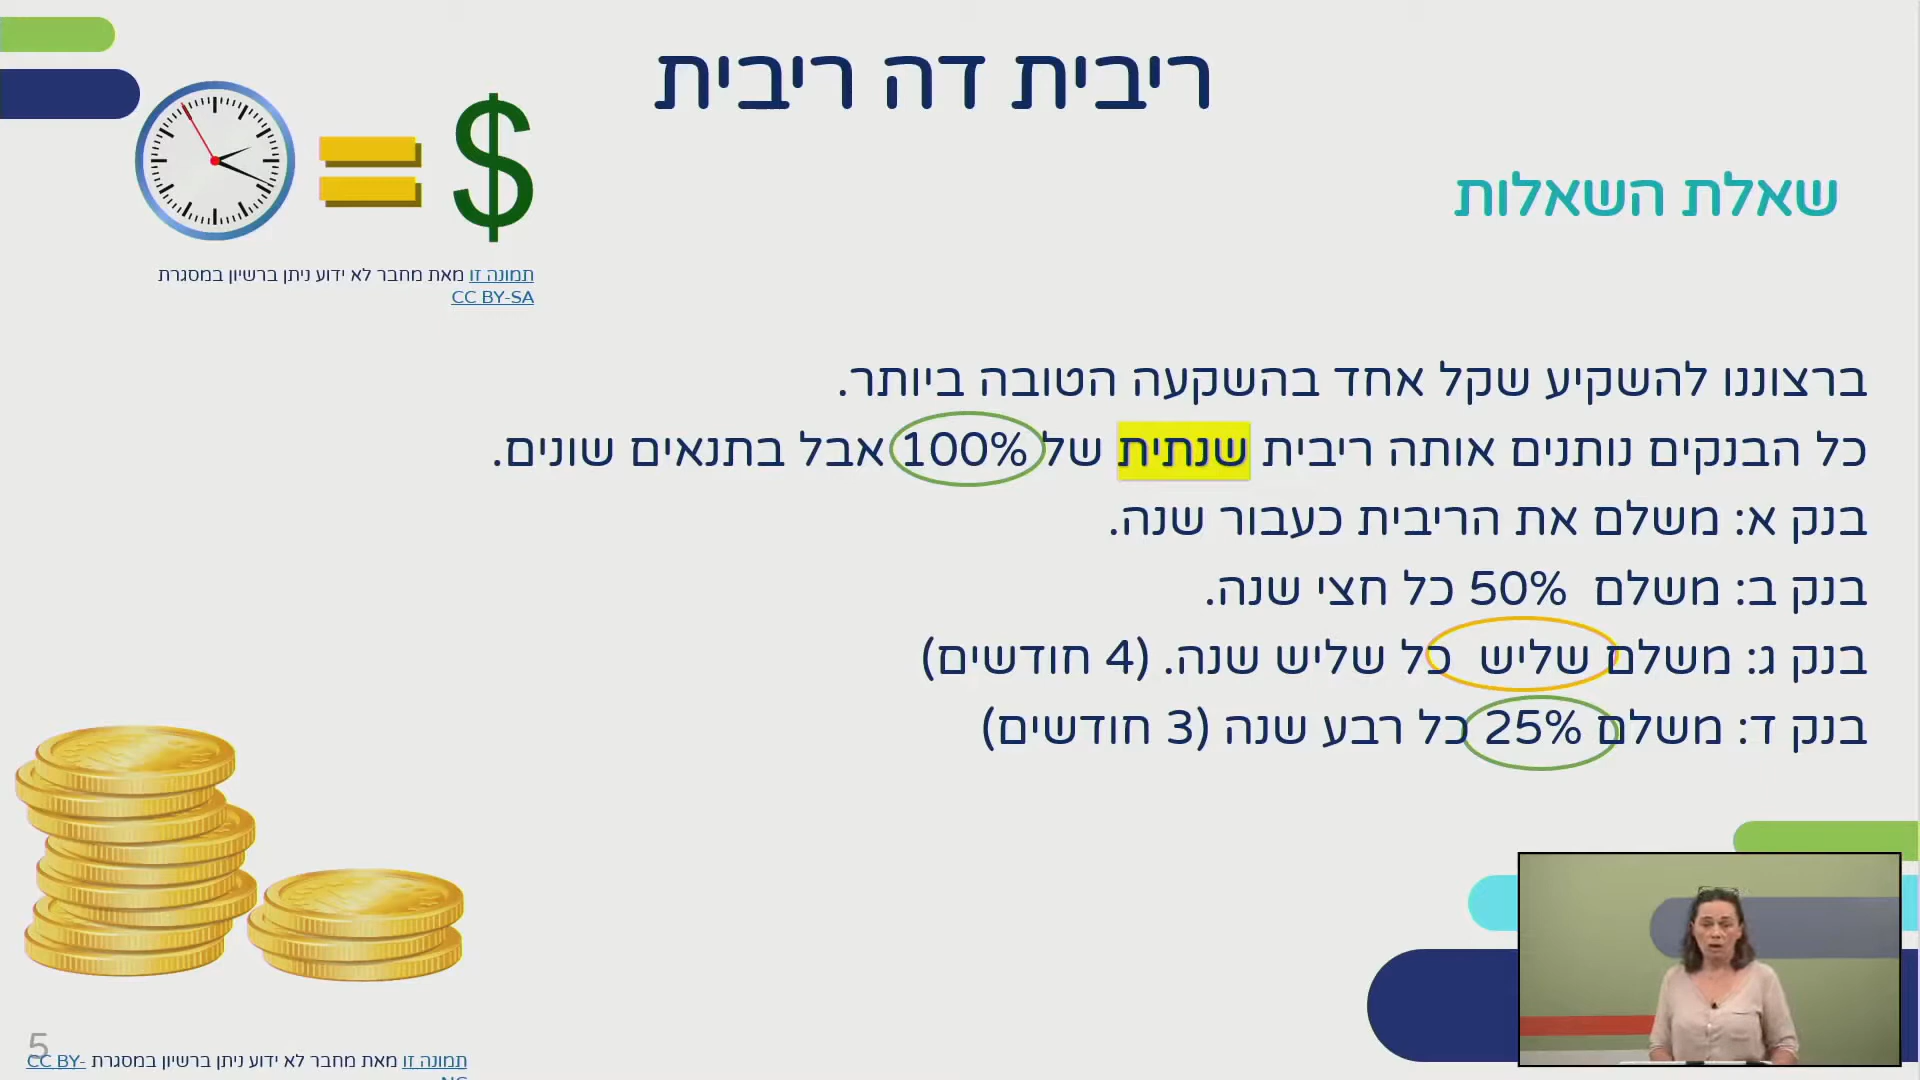 ריבית דה ריבית
שאלת השאלות
$
תמונה זו מאת מחבר לא ידוע ניתן ברשיון במסגרת
CC BY-SA
ברצוננו להשקיע שקל אחד בהשקעה הטובה ביותר.
כל הבנקים נותנים אותה ריבית שנתית של 100% אבל בתנאים שונים.
בנק א: משלם את הריבית כעבור שנה.
בנק ב: משלם 50% כל חצי שנה.
בנק ג: משלם שליש כל שליש שנה. (4 חודשים)
בנק ד: משלם 25% כל רבע שנה (3 חודשים)
5
תמונה זו מאת מחבר לא ידוע ניתן ברשיון במסגרת CC BY-